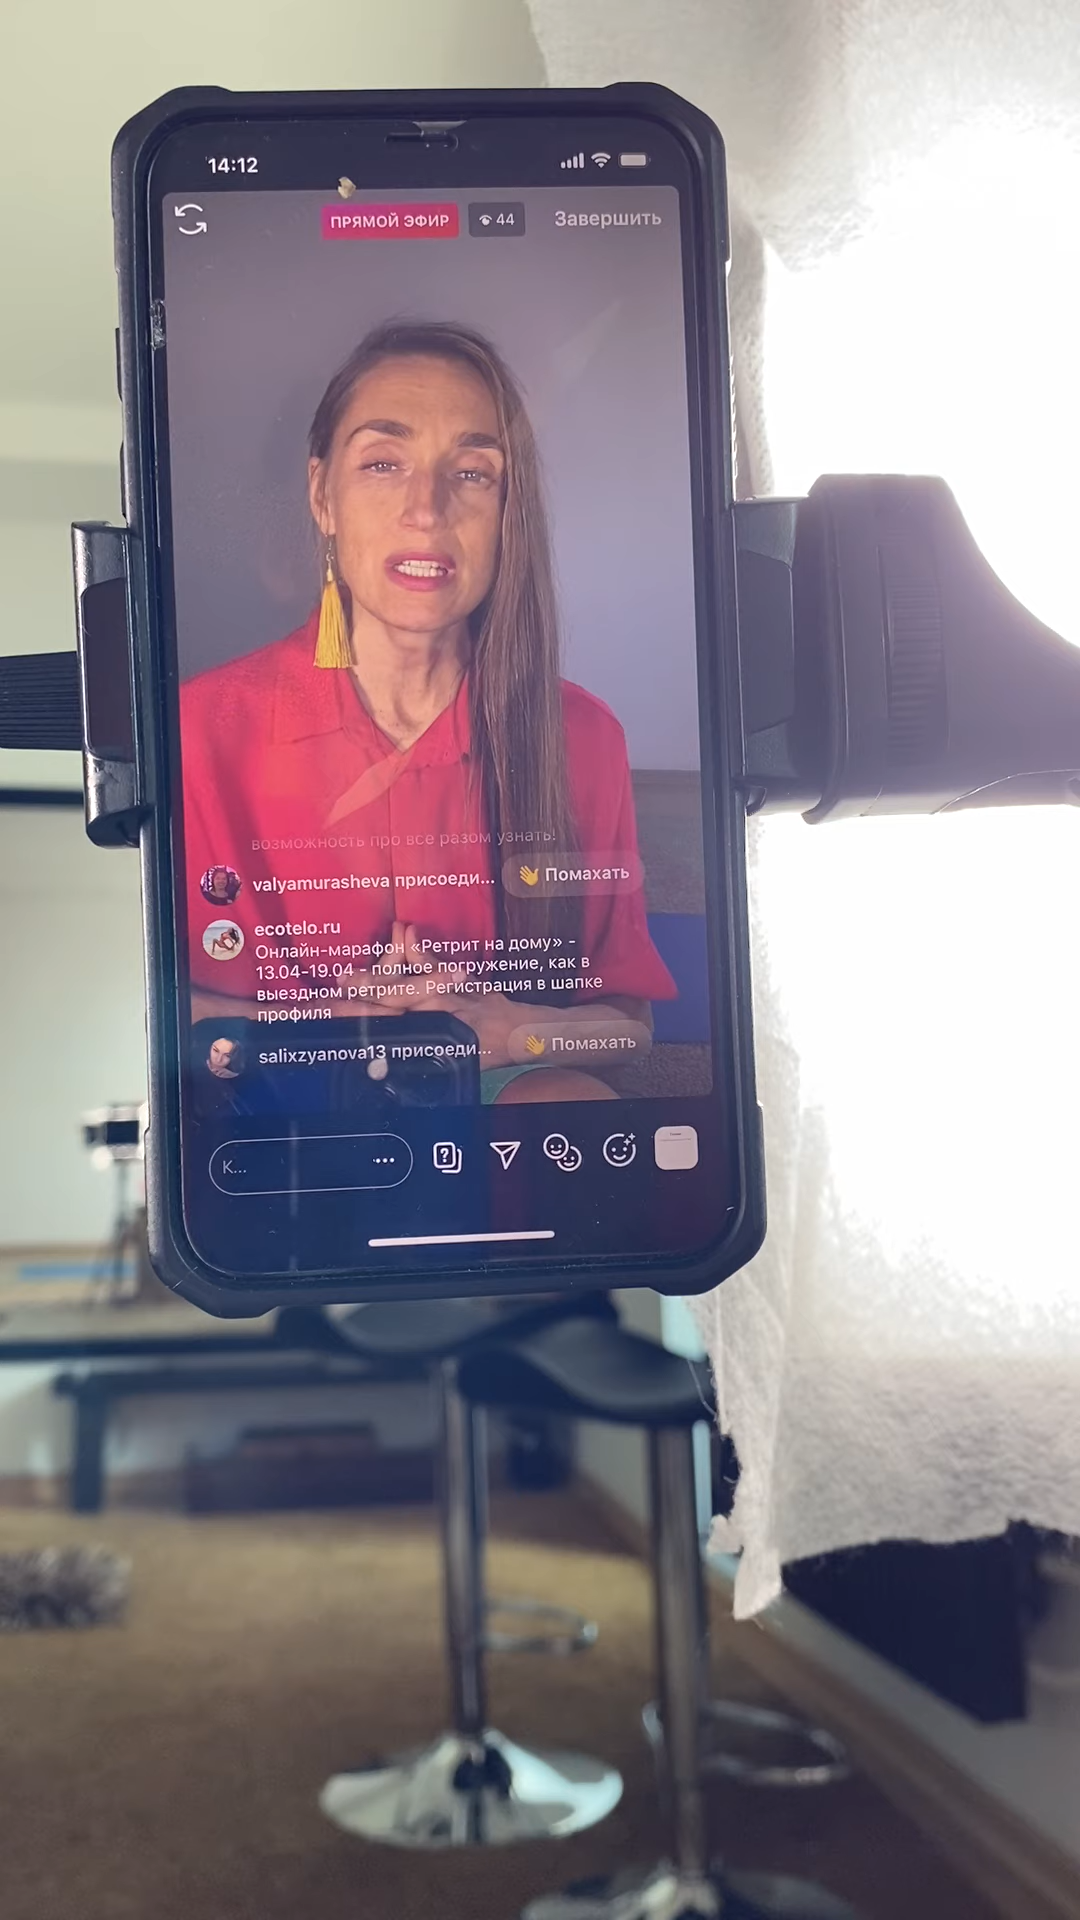 14:12
ПРЯМОЙ ЭФИР
44
Завершить
возможность про все разом узнать!
valyamurasheva присоеди...
👋 Помахать
ecotelo.ru
Онлайн-марафон «Ретрит на дому» -
13.04-19.04 - полное погружение, как в
выездном ретрите. Регистрация в шапке
профиля
salixzyanova13 присоеди...
👋 Помахать
К...